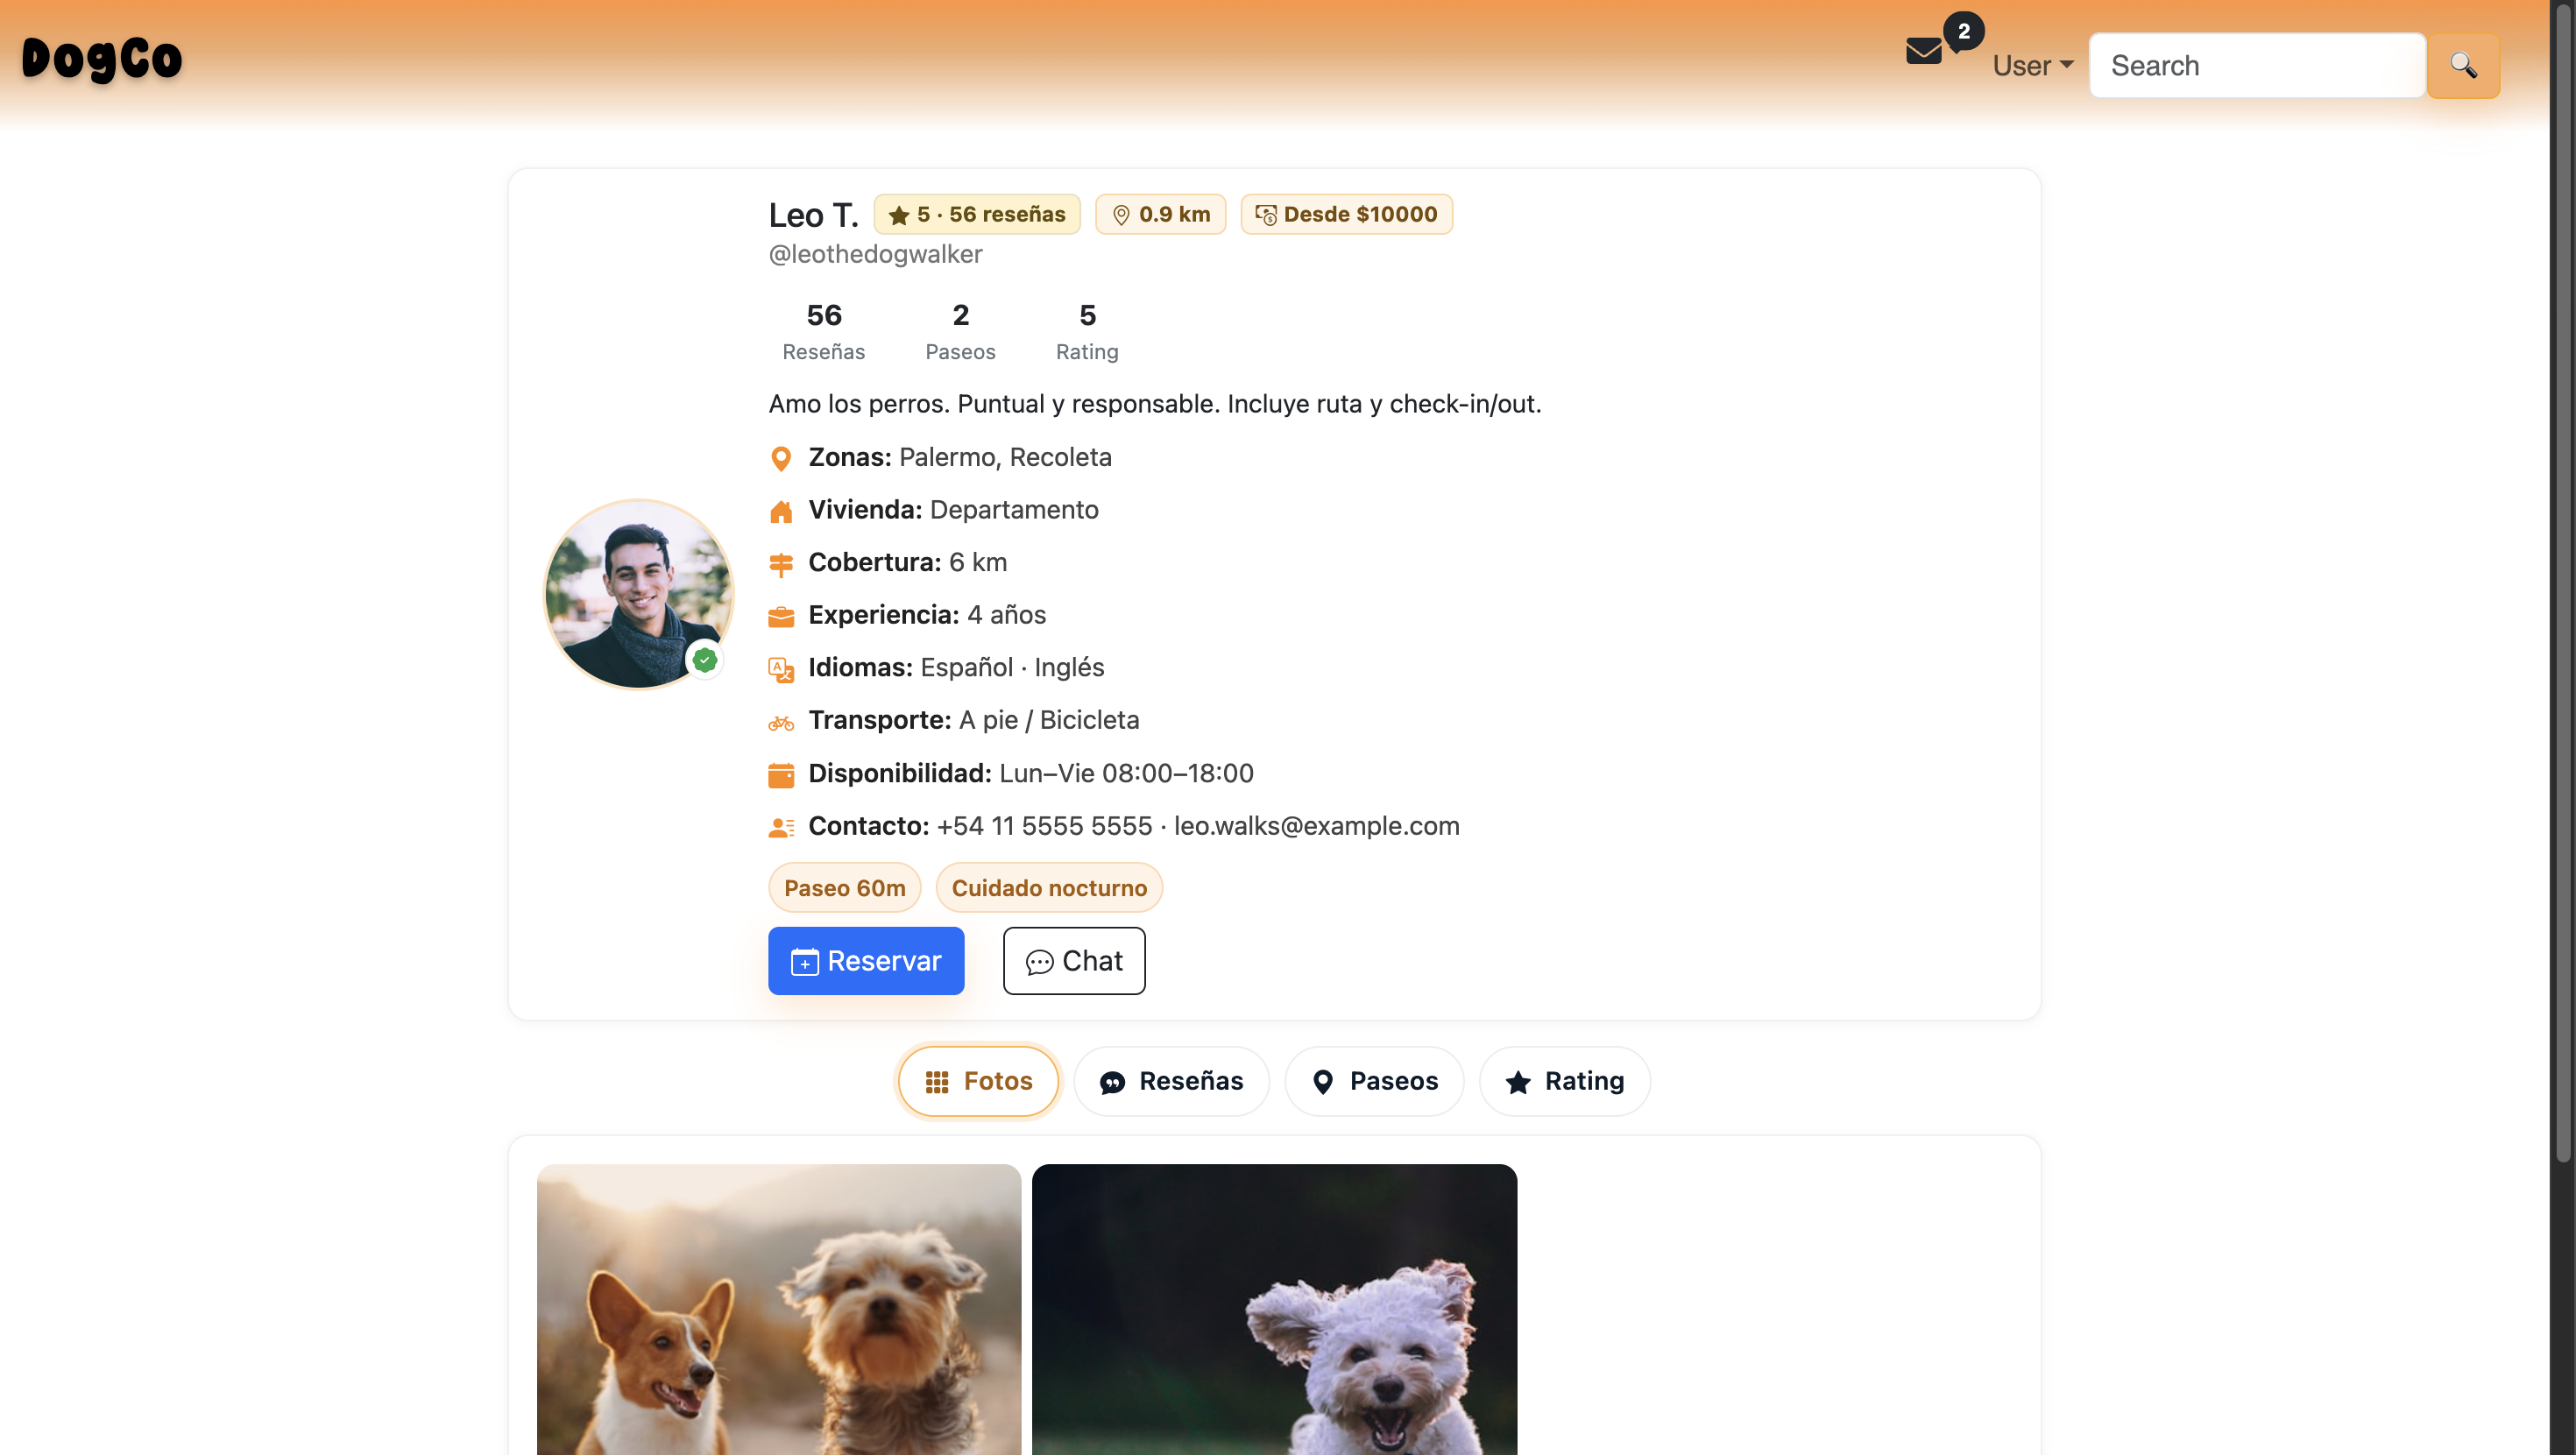 DogCo
2
User
Search
Leo T.
5 · 56 reseñas
0.9 km
Desde $10000
@leothedogwalker
56
Reseñas
2
Paseos
5
Rating
Amo los perros. Puntual y responsable. Incluye ruta y check-in/out.
Zonas: Palermo, Recoleta
Vivienda: Departamento
Cobertura: 6 km
Experiencia: 4 años
Idiomas: Español · Inglés
Transporte: A pie / Bicicleta
Disponibilidad: Lun–Vie 08:00–18:00
Contacto: +54 11 5555 5555 · leo.walks@example.com
Paseo 60m
Cuidado nocturno
Reservar
Chat
Fotos
Reseñas
Paseos
Rating